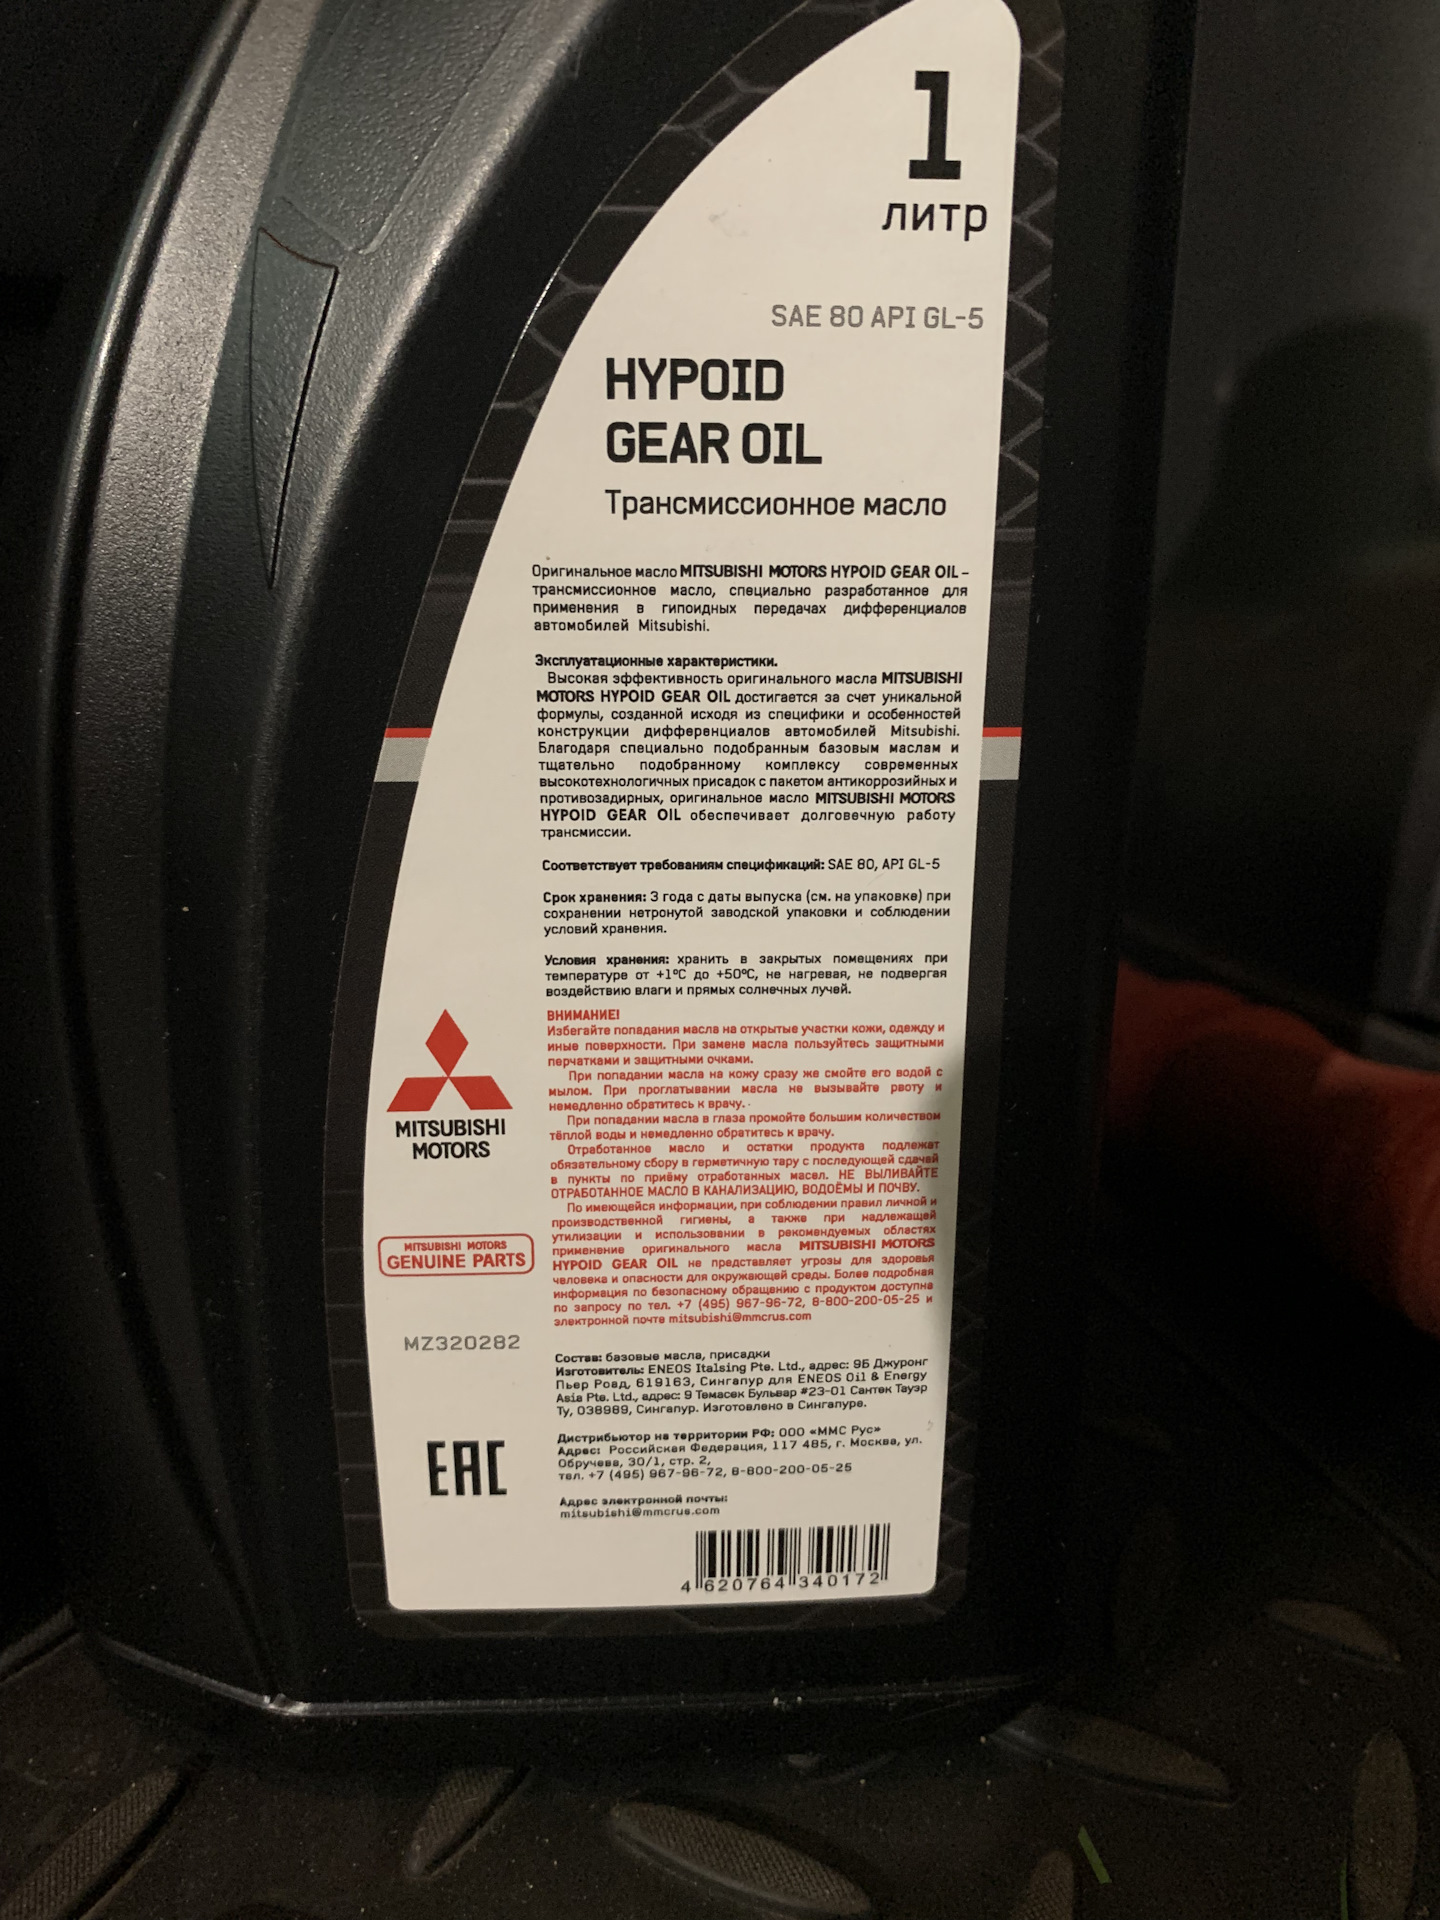 1
литр
SAE 80 API GL-5
HYPOID
GEAR OIL
Трансмиссионное масло
Оригинальное масло MITSUBISHI MOTORS HYPOID GEAR OIL –
трансмиссионное масло, специально разработанное для
применения в гипоидных передачах дифференциалов
автомобилей Mitsubishi.
Эксплуатационные характеристики.
Высокая эффективность оригинального масла MITSUBISHI
MOTORS HYPOID GEAR OIL достигается за счет уникальной
формулы, созданной исходя из специфики и особенностей
конструкции дифференциалов автомобилей Mitsubishi.
Благодаря специально подобранным базовым маслам и
тщательно подобранному комплексу современных
высокотехнологичных присадок с пакетом антикоррозийных и
противозадирных, оригинальное масло MITSUBISHI MOTORS
HYPOID GEAR OIL обеспечивает долговечную работу
трансмиссии.
Соответствует требованиям спецификаций: SAE 80, API GL-5
Срок хранения: 3 года с даты выпуска (см. на упаковке) при
сохранении нетронутой заводской упаковки и соблюдении
условий хранения.
Условия хранения: хранить в закрытых помещениях при
температуре от +1°C до +50°C, не нагревая, не подвергая
воздействию влаги и прямых солнечных лучей.
ВНИМАНИЕ!
Избегайте попадания масла на открытые участки кожи, одежду и
иные поверхности. При замене масла пользуйтесь защитными
перчатками и защитными очками.
При попадании масла на кожу сразу же смойте его водой с
мылом. При проглатывании масла не вызывайте рвоту и
немедленно обратитесь к врачу.
При попадании масла в глаза промойте большим количеством
тёплой воды и немедленно обратитесь к врачу.
Отработанное масло и остатки продукта подлежат
обязательному сбору в герметичную тару с последующей сдачей
в пункты по приёму отработанных масел. НЕ ВЫЛИВАЙТЕ
ОТРАБОТАННОЕ МАСЛО В КАНАЛИЗАЦИЮ, ВОДОЁМЫ И ПОЧВУ.
По имеющейся информации, при соблюдении правил личной и
производственной гигиены, а также при надлежащей
утилизации и использовании в рекомендуемых областях
применение оригинального масла MITSUBISHI MOTORS
HYPOID GEAR OIL не представляет угрозы для здоровья
человека и опасности для окружающей среды. Более подробная
информация по безопасному обращению с продуктом доступна
по запросу по тел. +7 (495) 967-96-72, 8-800-200-05-25 и
электронной почте mitsubishi@mmcrus.com
Состав: базовые масла, присадки
Изготовитель: ENEOS Italsing Pte. Ltd., адрес: 9Б Джуронг
Пьер Роад, 619163, Сингапур для ENEOS Oil & Energy
Asia Pte. Ltd., адрес: 9 Темасек Бульвар #23-01 Сантек Тауэр
Ту, 038989, Сингапур. Изготовлено в Сингапуре.
Дистрибьютор на территории РФ: ООО «ММС Рус»
Адрес: Российская Федерация, 117 485, г. Москва, ул.
Обручева, 30/1, стр. 2,
тел. +7 (495) 967-96-72, 8-800-200-05-25
Адрес электронной почты:
mitsubishi@mmcrus.com
4 620764 340172
MITSUBISHI
MOTORS
MITSUBISHI MOTORS
GENUINE PARTS
MZ320282
EAC